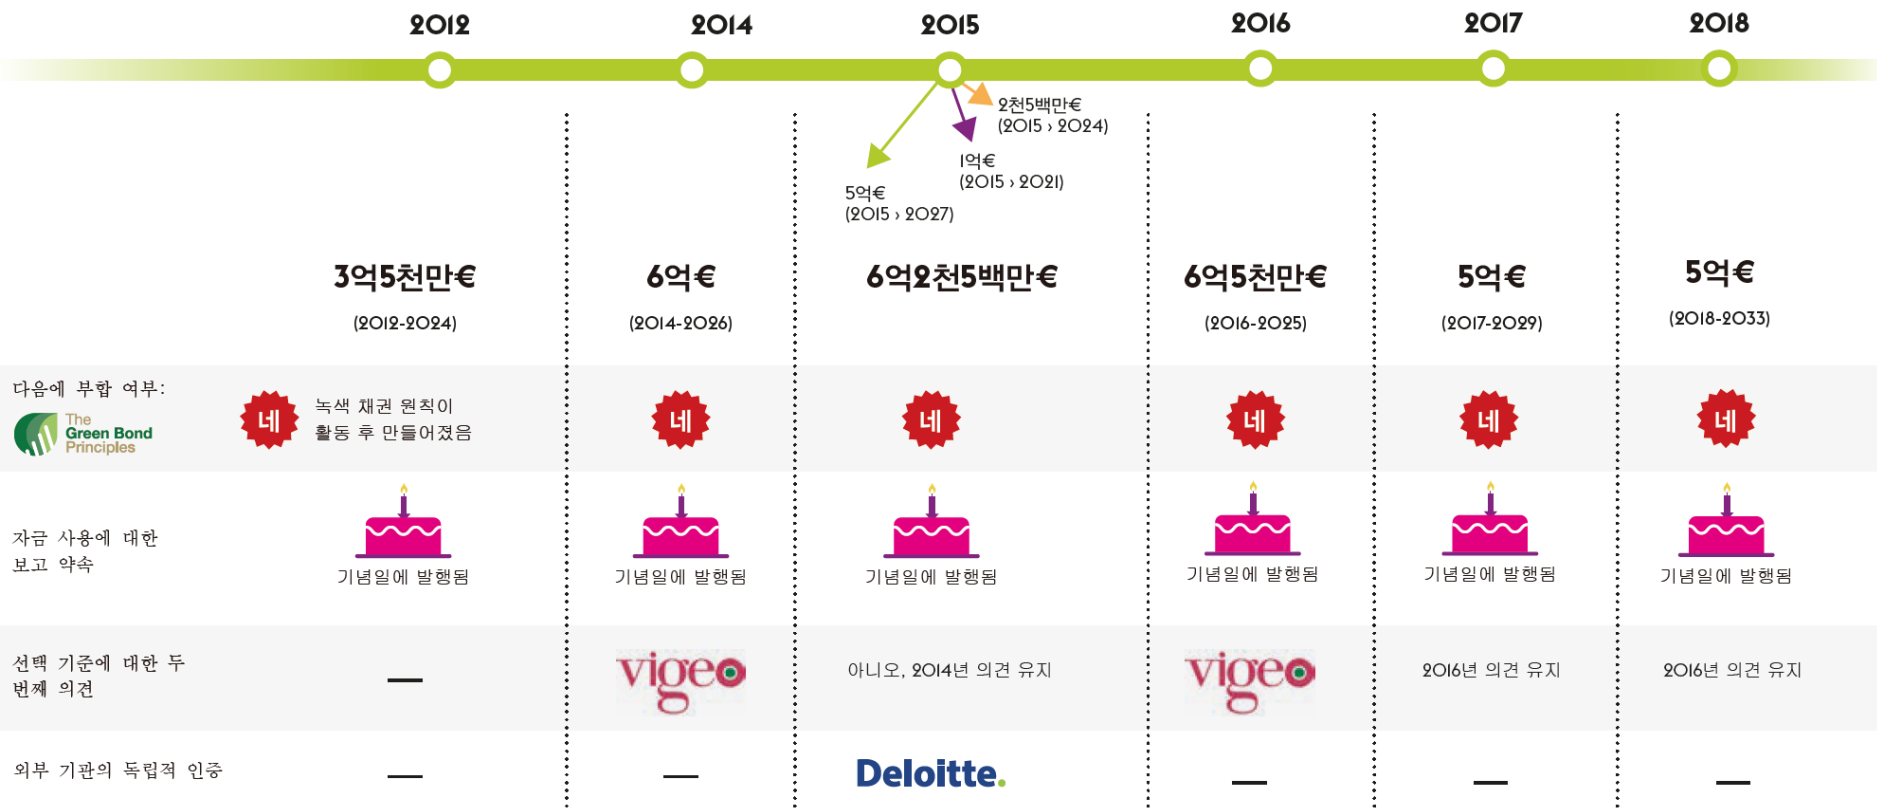 2012
2014
2015
2016
2017
2018
2천5백만€
(2015 › 2024)
1억€
(2015 › 2021)
5억€
(2015 › 2027)
3억5천만€
(2012-2024)
6억€
(2014-2026)
6억2천5백만€
6억5천만€
(2016-2025)
5억€
(2017-2029)
5억€
(2018-2033)
다음에 부합 여부:
The
Green Bond
Principles
네
녹색 채권 원칙이
활동 후 만들어졌음
네
네
네
네
네
자금 사용에 대한
보고 약속
기념일에 발행됨
기념일에 발행됨
기념일에 발행됨
기념일에 발행됨
기념일에 발행됨
기념일에 발행됨
선택 기준에 대한 두
번째 의견
—
vigeo
아니오, 2014년 의견 유지
vigeo
2016년 의견 유지
2016년 의견 유지
외부 기관의 독립적 인증
—
—
Deloitte.
—
—
—